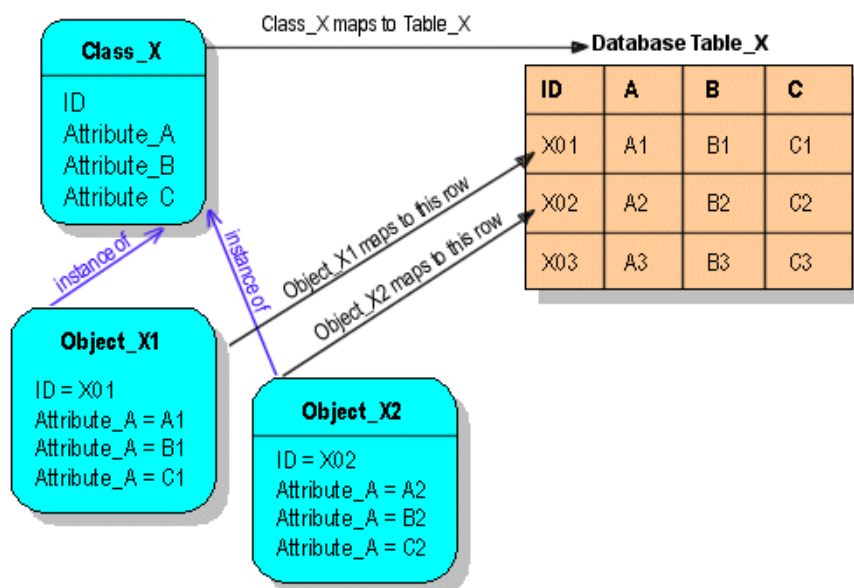 Class_X maps to Table_X
Class_X
ID
Attribute_A
Attribute_B
Attribute C
Database Table_X
ID A B C
X01 A1 B1 C1
X02 A2 B2 C2
X03 A3 B3 C3
instance of
instance of
Object_X1 maps to this row
Object_X2 maps to this row
Object_X1
ID = X01
Attribute_A = A1
Attribute_A = B1
Attribute_A = C1
Object_X2
ID = X02
Attribute_A = A2
Attribute_A = B2
Attribute_A = C2